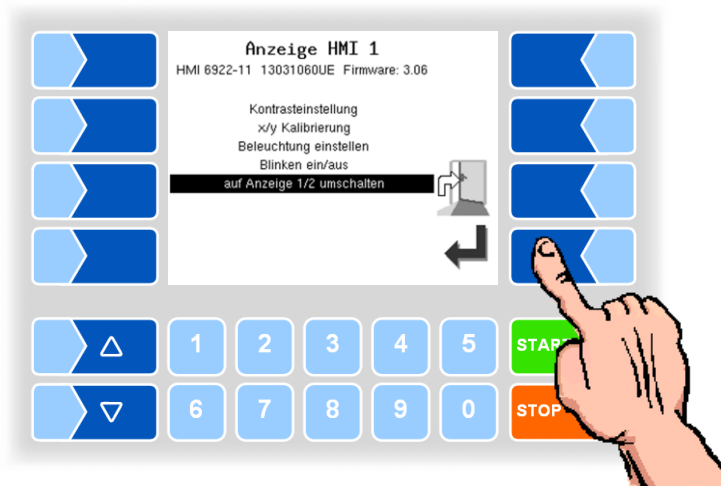 Anzeige HMI 1
HMI 6922-11 13031060UE Firmware: 3.06
Kontrasteinstellung
x/y Kalibrierung
Beleuchtung einstellen
Blinken ein/aus
auf Anzeige 1/2 umschalten
1 2 3 4 5 START
6 7 8 9 0 STOP